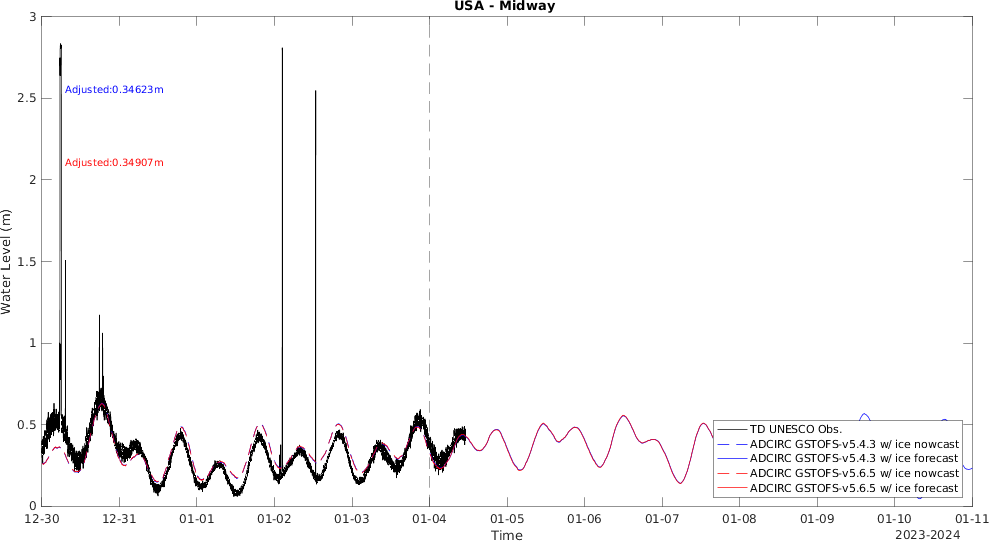 USA - Midway
3
2.5
2
1.5
1
0.5
0
Water Level (m)
Adjusted:0.34623m
Adjusted:0.34907m
TD UNESCO Obs.
ADCIRC GSTOFS-v5.4.3 w/ ice nowcast
ADCIRC GSTOFS-v5.4.3 w/ ice forecast
ADCIRC GSTOFS-v5.6.5 w/ ice nowcast
ADCIRC GSTOFS-v5.6.5 w/ ice forecast
12-30 12-31 01-01 01-02 01-03 01-04 01-05 01-06 01-07 01-08 01-09 01-10 01-11
Time
2023-2024